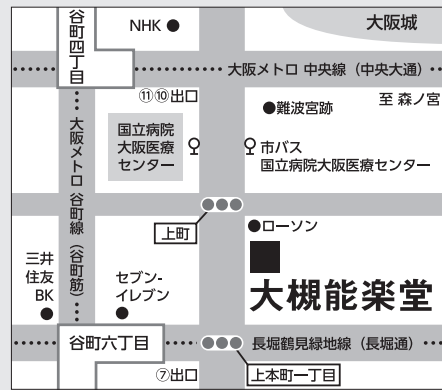 谷町四丁目
NHK
大阪城
大阪メトロ 中央線（中央大通）
⑪⑩出口
難波宮跡
至 森ノ宮
大阪メトロ 谷町線（谷町筋）
国立病院
大阪医療
センター
市バス
国立病院大阪医療センター
上町
ローソン
三井
住友
BK
セブン-
イレブン
大槻能楽堂
谷町六丁目
長堀鶴見緑地線（長堀通）
⑦出口
上本町一丁目